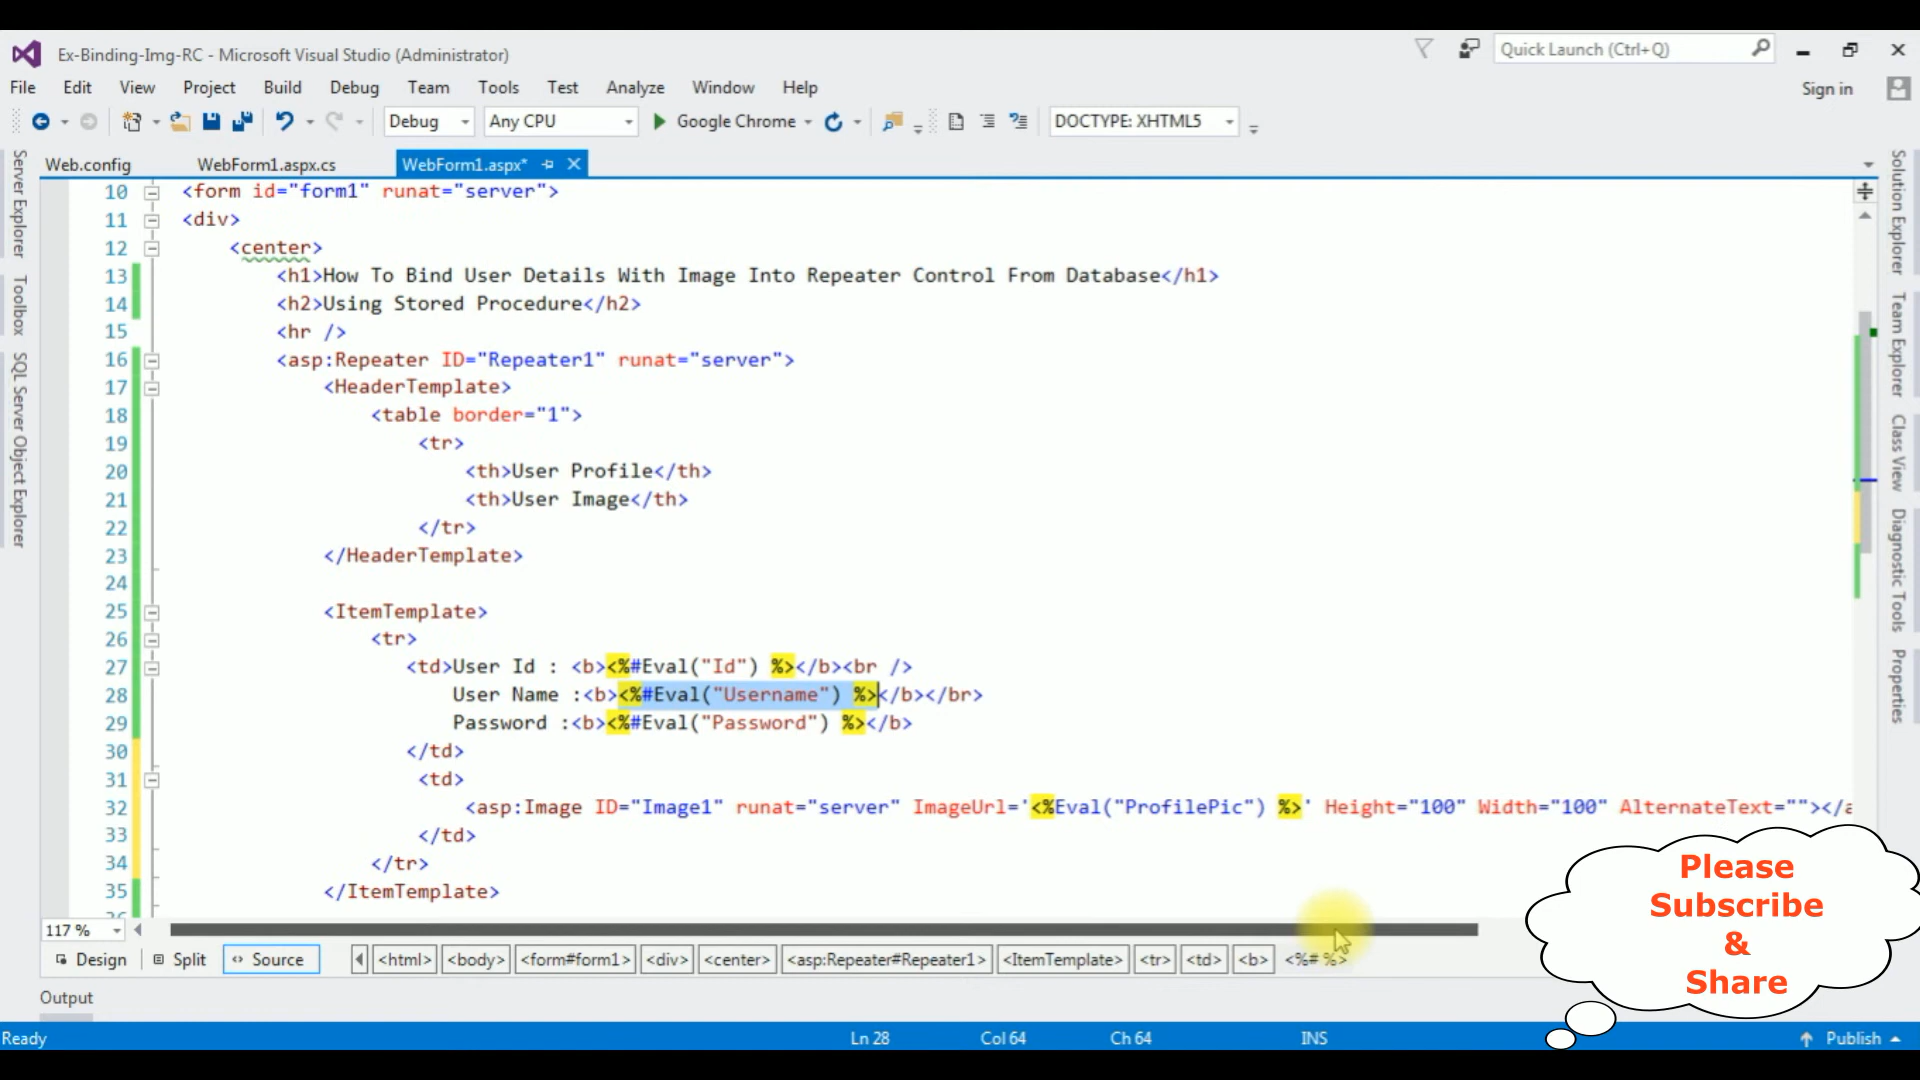 Ex-Binding-Img-RC - Microsoft Visual Studio (Administrator)
Quick Launch (Ctrl+Q)
File Edit View Project Build Debug Team Tools Test Analyze Window Help
Sign in
Debug Any CPU Google Chrome DOCTYPE: XHTML5
Web.config WebForm1.aspx.cs WebForm1.aspx*
Server Explorer
Toolbox
SQL Server Object Explorer
10 <form id="form1" runat="server">
11 <div>
12 <center>
13 <h1>How To Bind User Details With Image Into Repeater Control From Database</h1>
14 <h2>Using Stored Procedure</h2>
15 <hr />
16 <asp:Repeater ID="Repeater1" runat="server">
17 <HeaderTemplate>
18 <table border="1">
19 <tr>
20 <th>User Profile</th>
21 <th>User Image</th>
22 </tr>
23 </HeaderTemplate>
24
25 <ItemTemplate>
26 <tr>
27 <td>User Id : <b><%#Eval("Id") %></b><br />
28 User Name :<b><%#Eval("Username") %></b></br>
29 Password :<b><%#Eval("Password") %></b>
30 </td>
31 <td>
32 <asp:Image ID="Image1" runat="server" ImageUrl='<%Eval("ProfilePic") %>' Height="100" Width="100" AlternateText=""></a
33 </td>
34 </tr>
35 </ItemTemplate>
Solution Explorer
Team Explorer
Class View
Diagnostic Tools
Properties
117 %
Design Split Source <html> <body> <form#form1> <div> <center> <asp:Repeater#Repeater1> <ItemTemplate> <tr> <td> <b> <%# %>
Output
Ready Ln 28 Col 64 Ch 64 INS Publish
Please
Subscribe
&
Share